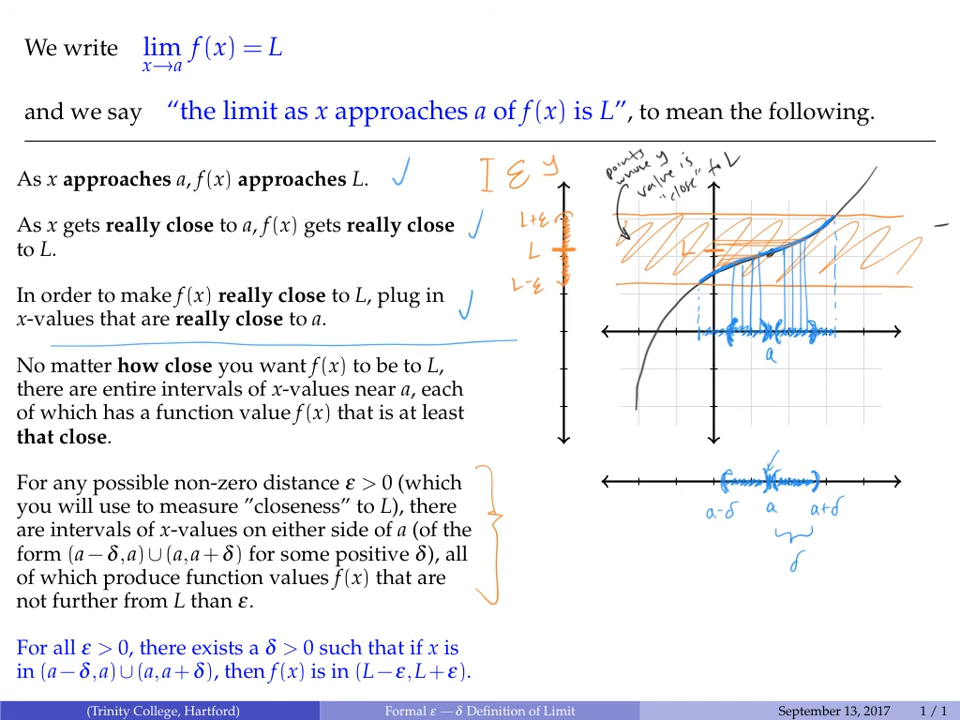 We write lim f(x) = L
x→a
and we say “the limit as x approaches a of f(x) is L”, to mean the following.
As x approaches a, f(x) approaches L.
As x gets really close to a, f(x) gets really close
to L.
In order to make f(x) really close to L, plug in
x-values that are really close to a.
No matter how close you want f(x) to be to L,
there are entire intervals of x-values near a, each
of which has a function value f(x) that is at least
that close.
For any possible non-zero distance ε > 0 (which
you will use to measure ”closeness” to L), there
are intervals of x-values on either side of a (of the
form (a − δ, a) ∪ (a, a + δ) for some positive δ), all
of which produce function values f(x) that are
not further from L than ε.
For all ε > 0, there exists a δ > 0 such that if x is
in (a − δ, a) ∪ (a, a + δ), then f(x) is in (L − ε, L + ε).
ε y
L+ε
L
L-ε
points
where y
value is
"close" to L
L
a
a-δ a a+δ
δ
(Trinity College, Hartford) Formal ε — δ Definition of Limit September 13, 2017 1 / 1